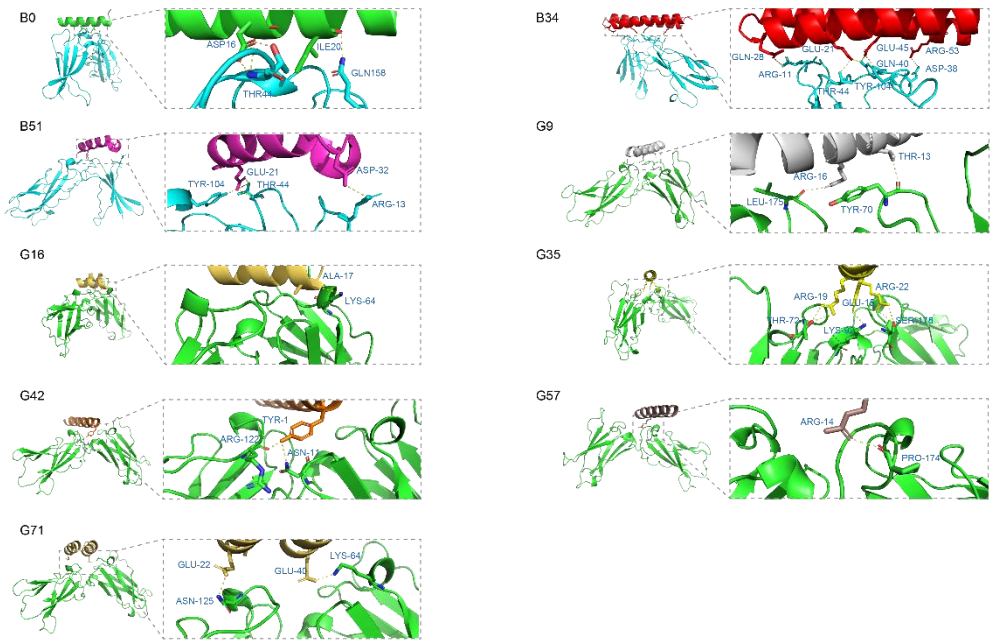 B0
ASP16
ILE20
GLN158
THR44
B34
GLU-21
GLU-45
ARG-53
GLN-28
ARG-11
GLN-40
ASP-38
THR-44
TYR-104
B51
ASP-32
GLU-21
TYR-104
THR-44
ARG-13
G9
THR-13
ARG-16
LEU-175
TYR-70
G16
ALA-17
LYS-64
G35
ARG-22
ARG-19
THR-72
G42
TYR-1
ARG-122
ASN-11
G57
ARG-14
PRO-174
G71
LYS-64
GLU-22
GLU-40
ASN-125